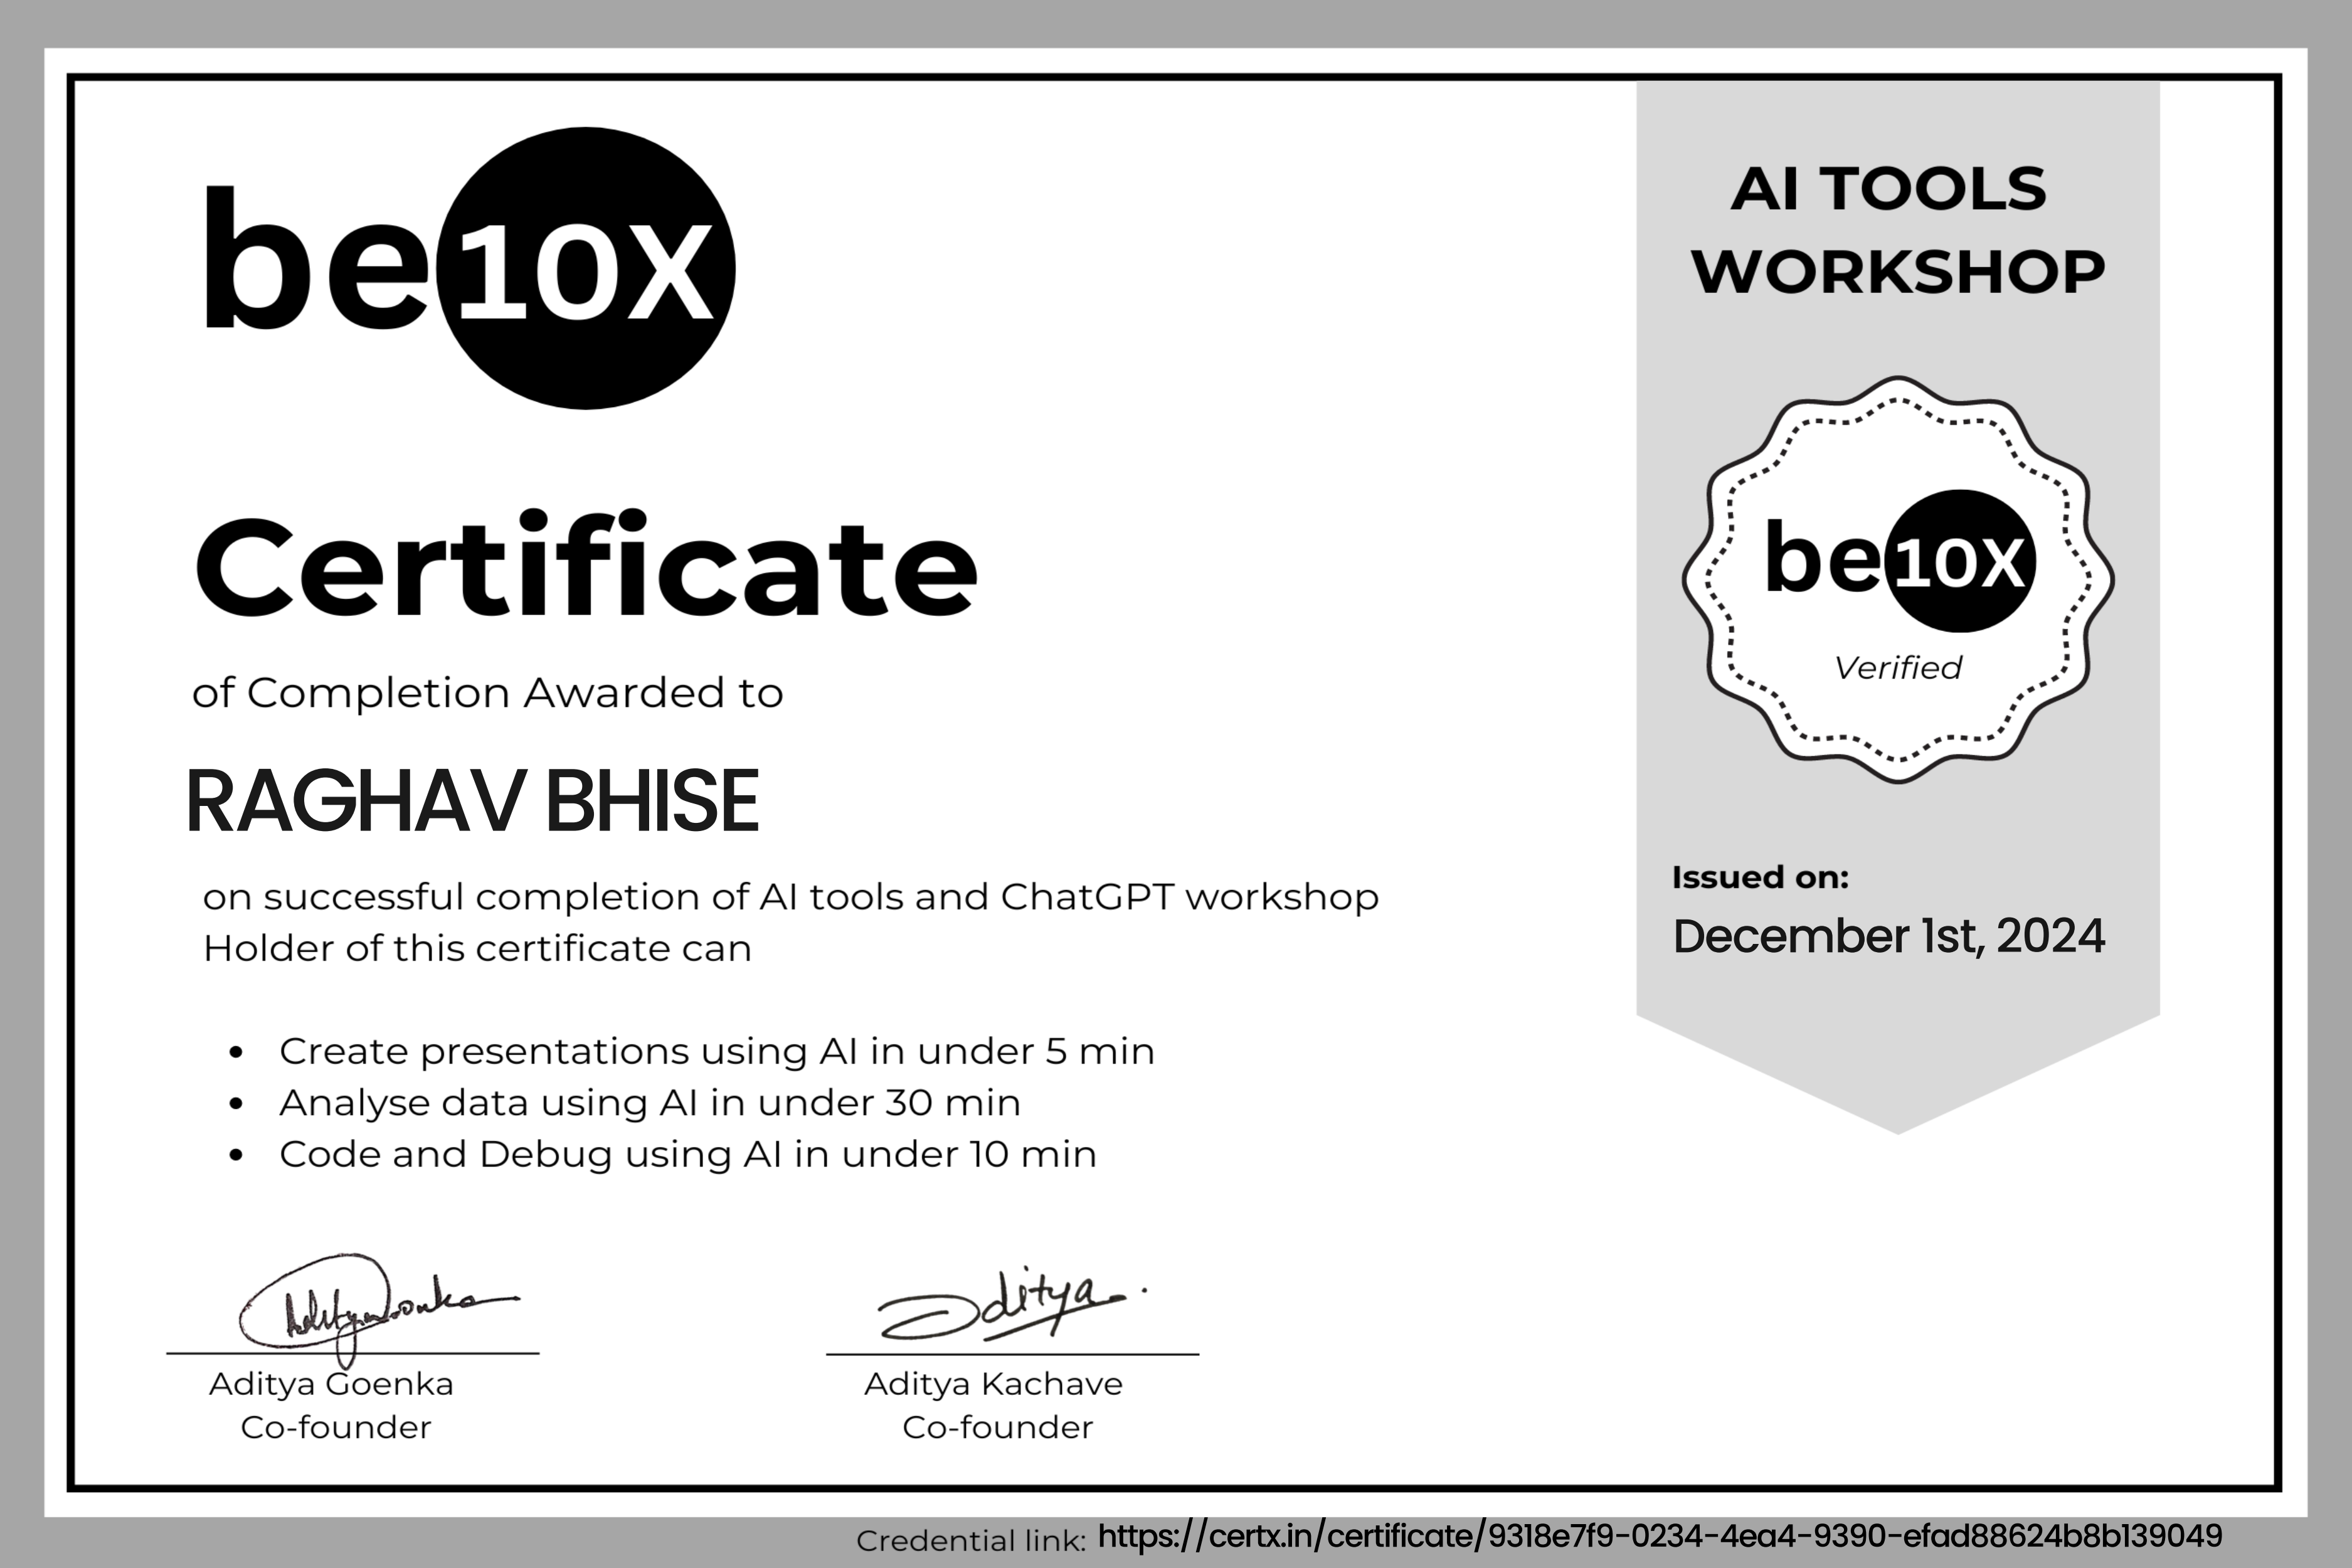 be10X
Certificate
of Completion Awarded to
RAGHAV BHISE
on successful completion of AI tools and ChatGPT workshop
Holder of this certificate can
• Create presentations using AI in under 5 min
• Analyse data using AI in under 30 min
• Code and Debug using AI in under 10 min
Aditya Goenka
Aditya Goenka
Co-founder
Aditya
Aditya Kachave
Co-founder
AI TOOLS
WORKSHOP
be10X
Verified
Issued on:
December 1st, 2024
Credential link: https://certx.in/certificate/9318e7f9-0234-4ea4-9390-efad88624b8b139049